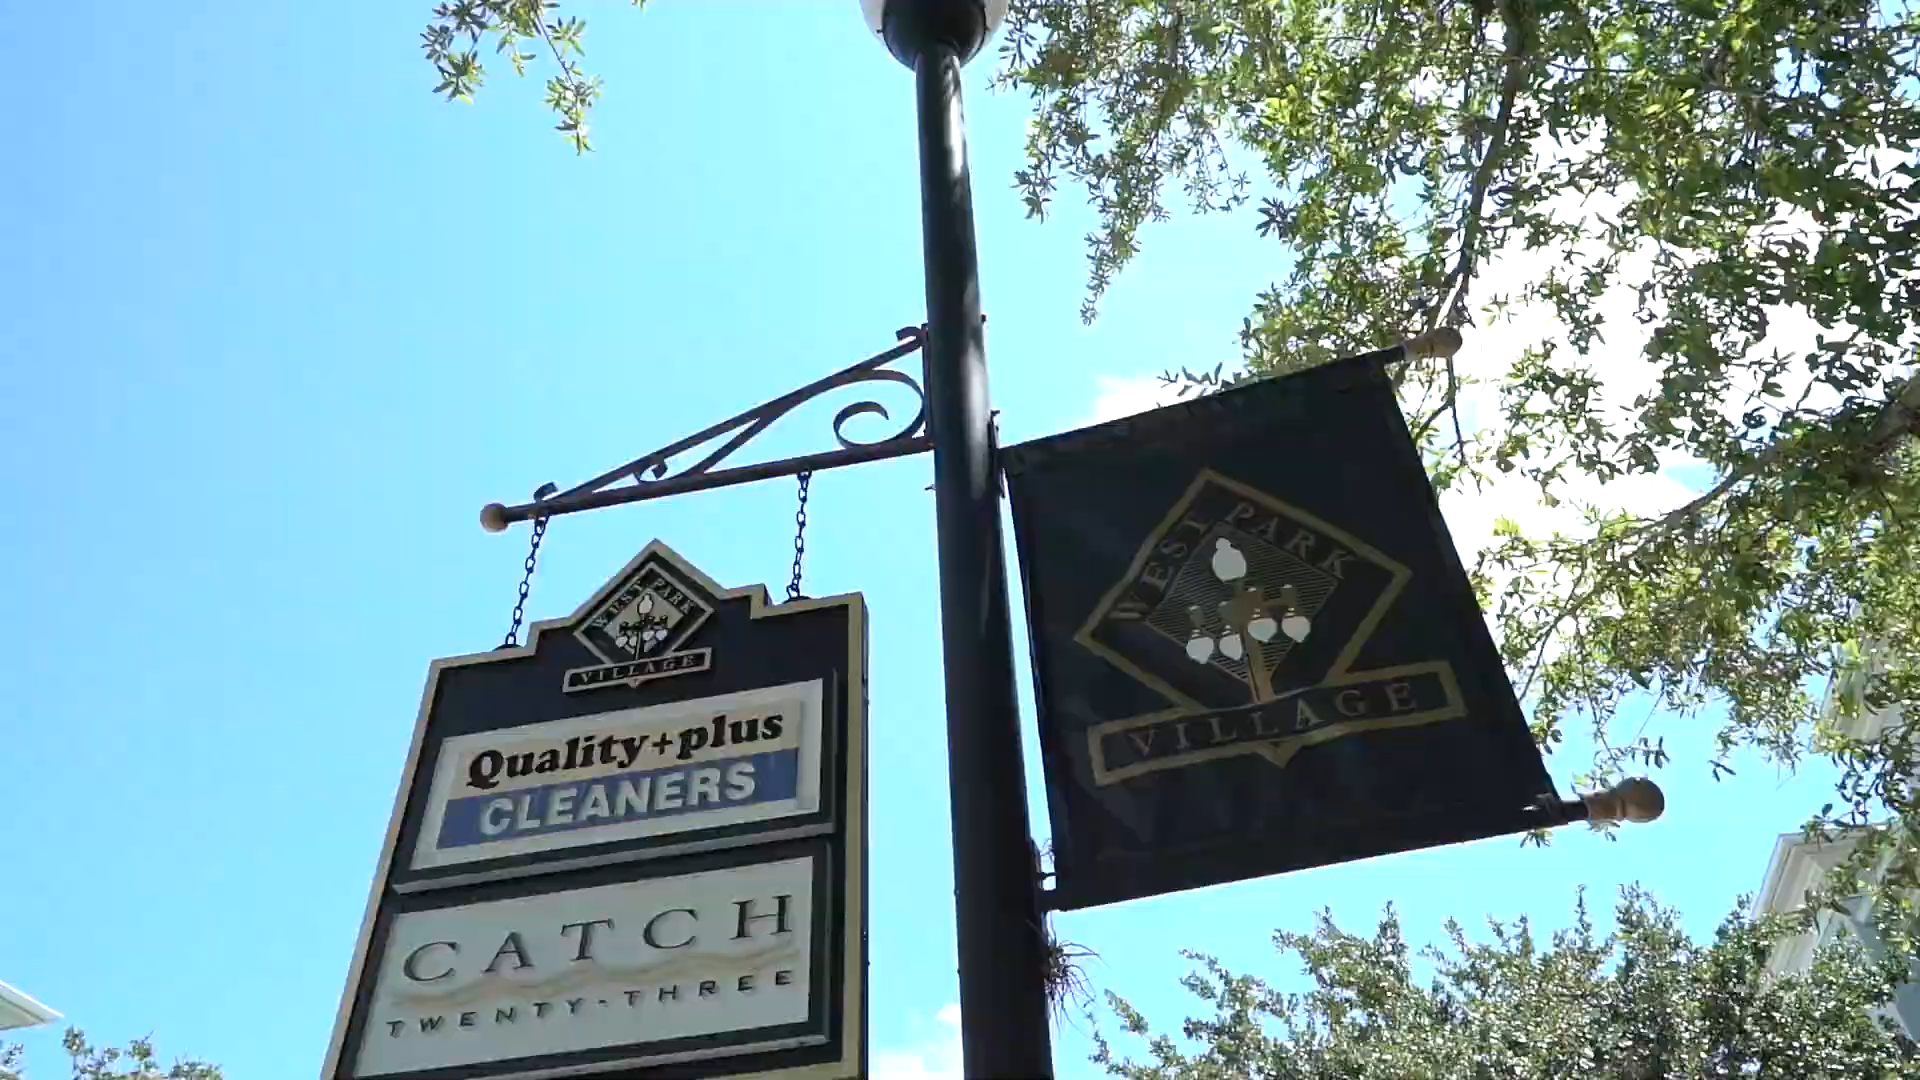 WEST PARK
VILLAGE
Quality+plus
CLEANERS
CATCH
TWENTY-THREE
WEST PARK
VILLAGE